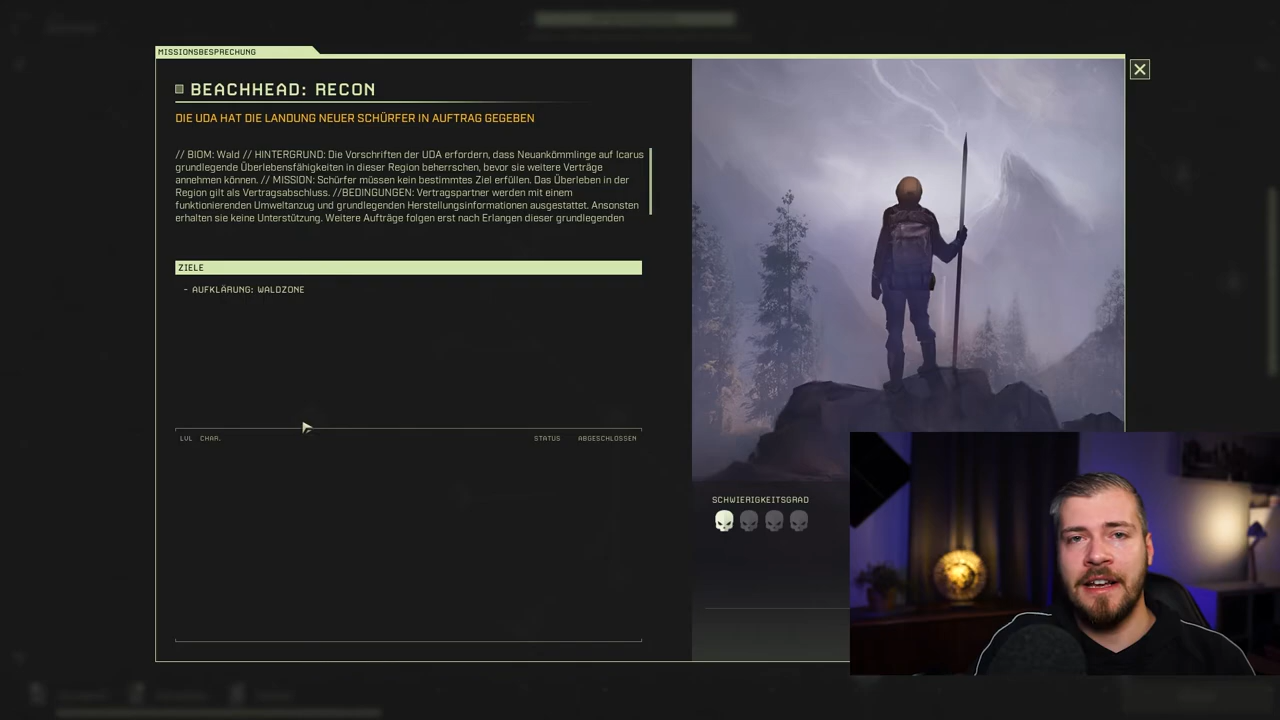 MISSIONSBESPRECHUNG
BEACHHEAD: RECON
DIE UDA HAT DIE LANDUNG NEUER SCHÜRFER IN AUFTRAG GEGEBEN
// BIOM: Wald // HINTERGRUND: Die Vorschriften der UDA erfordern, dass Neuankömmlinge auf Icarus
grundlegende Überlebensfähigkeiten in dieser Region beherrschen, bevor sie weitere Verträge
annehmen können. // MISSION: Schürfer müssen kein bestimmtes Ziel erfüllen. Das Überleben in der
Region gilt als Vertragsabschluss. //BEDINGUNGEN: Vertragspartner werden mit einem
funktionierenden Umweltanzug und grundlegenden Herstellungsinformationen ausgestattet. Ansonsten
erhalten sie keine Unterstützung. Weitere Aufträge folgen erst nach Erlangen dieser grundlegenden
ZIELE
- AUFKLÄRUNG: WALDZONE
LVL CHAR. STATUS ABGESCHLOSSEN
SCHWIERIGKEITSGRAD